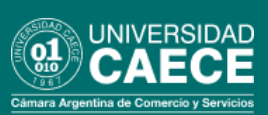 UNIVERSIDAD CAECE
01
010
1967
UNIVERSIDAD
CAECE
Cámara Argentina de Comercio y Servicios